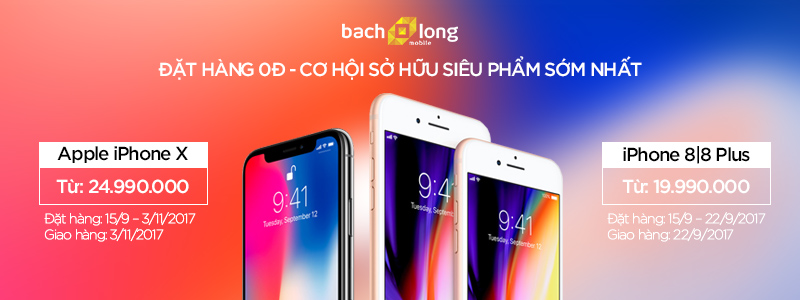 bach long
mobile
ĐẶT HÀNG 0Đ - CƠ HỘI SỞ HỮU SIÊU PHẨM SỚM NHẤT
Apple iPhone X
Từ: 24.990.000
Đặt hàng: 15/9 - 3/11/2017
Giao hàng: 3/11/2017
9:41
Tuesday, September 12
9:41
Tuesday, September 12
9:41
Tuesday, September 12
iPhone 8|8 Plus
Từ: 19.990.000
Đặt hàng: 15/9 - 22/9/2017
Giao hàng: 22/9/2017